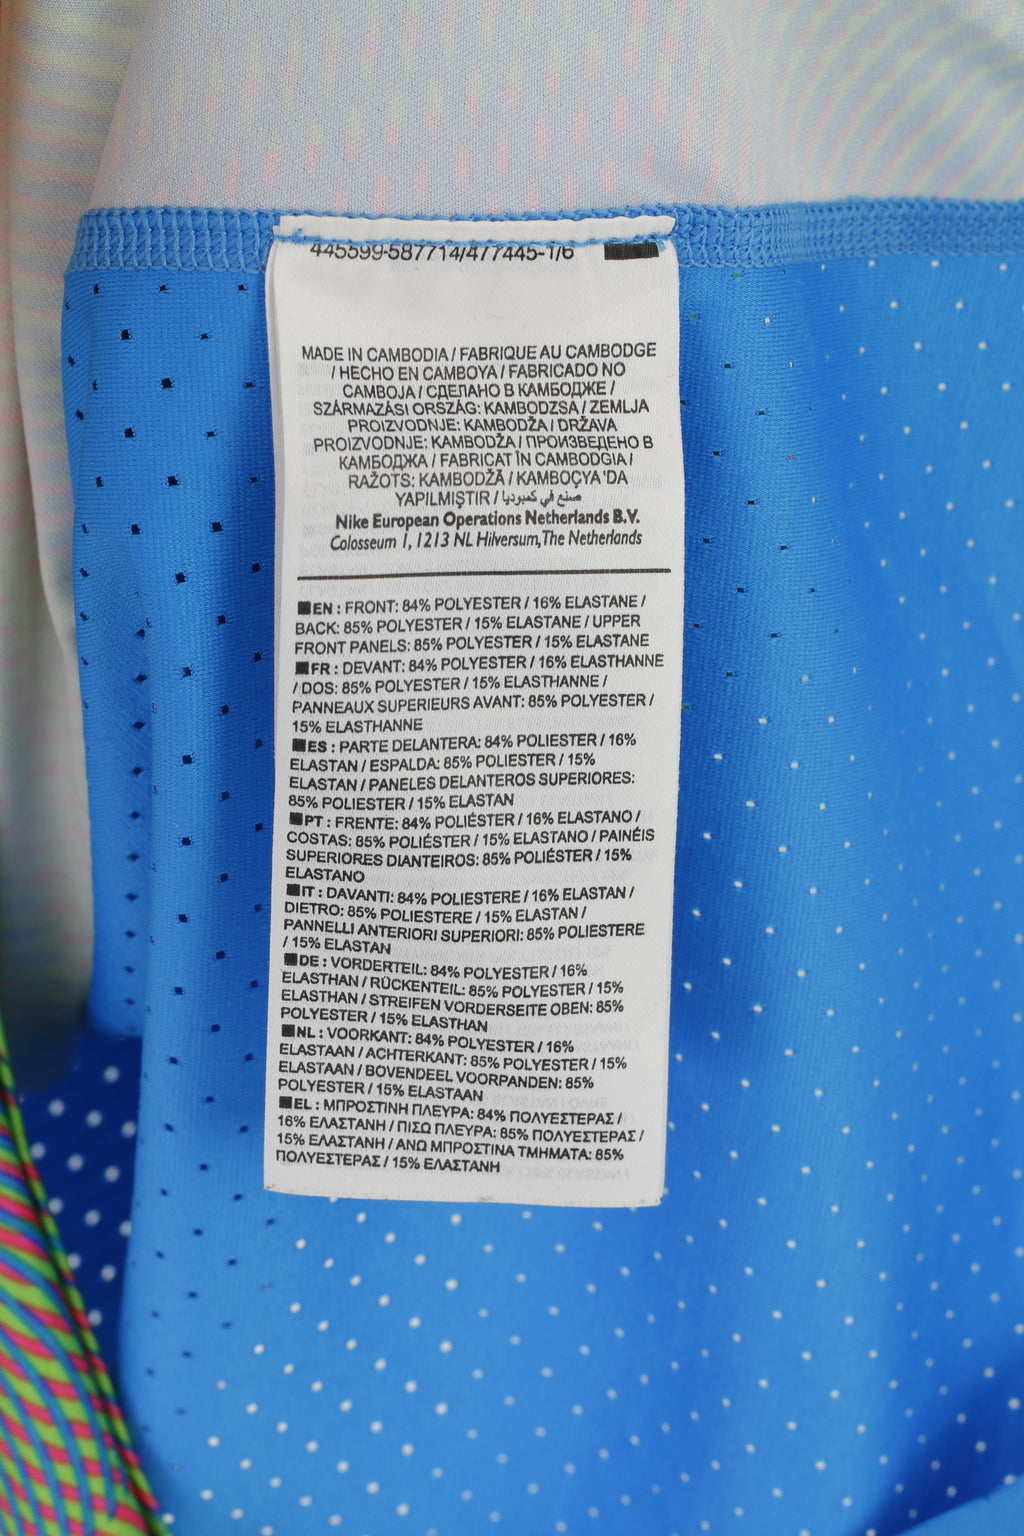 445599-587714/477445-1/6
MADE IN CAMBODIA / FABRIQUE AU CAMBODGE
/ HECHO EN CAMBOYA / FABRICADO NO
CAMBOJA / СДЕЛАНО В КАМБОДЖЕ /
SZÁRMAZÁSI ORSZÁG: KAMBODZSA / ZEMLJA
PROIZVODNJE: KAMBODŽA / DRŽAVA
PROIZVODNJE: KAMBODŽA / ПРОИЗВЕДЕНО В
КАМБОДЖА / FABRICAT ÎN CAMBODGIA /
RAŽOTS: KAMBODŽĀ / KAMBOÇYA 'DA
YAPILMIŞTIR / صنع في كمبوديا
Nike European Operations Netherlands B.V.
Colosseum 1, 1213 NL Hilversum, The Netherlands
EN : FRONT: 84% POLYESTER / 16% ELASTANE /
BACK: 85% POLYESTER / 15% ELASTANE / UPPER
FRONT PANELS: 85% POLYESTER / 15% ELASTANE
FR : DEVANT: 84% POLYESTER / 16% ELASTHANNE
/ DOS: 85% POLYESTER / 15% ELASTHANNE /
PANNEAUX SUPERIEURS AVANT: 85% POLYESTER /
15% ELASTHANNE
ES : PARTE DELANTERA: 84% POLIESTER / 16%
ELASTAN / ESPALDA: 85% POLIESTER / 15%
ELASTAN / PANELES DELANTEROS SUPERIORES:
85% POLIESTER / 15% ELASTAN
PT : FRENTE: 84% POLIÉSTER / 16% ELASTANO /
COSTAS: 85% POLIÉSTER / 15% ELASTANO / PAINÉIS
SUPERIORES DIANTEIROS: 85% POLIÉSTER / 15%
ELASTANO
IT : DAVANTI: 84% POLIESTERE / 16% ELASTAN /
DIETRO: 85% POLIESTERE / 15% ELASTAN /
PANNELLI ANTERIORI SUPERIORI: 85% POLIESTERE
/ 15% ELASTAN
DE : VORDERTEIL: 84% POLYESTER / 16%
ELASTHAN / RÜCKENTEIL: 85% POLYESTER / 15%
ELASTHAN / STREIFEN VORDERSEITE OBEN: 85%
POLYESTER / 15% ELASTHAN
NL : VOORKANT: 84% POLYESTER / 16%
ELASTAAN / ACHTERKANT: 85% POLYESTER / 15%
ELASTAAN / BOVENDEEL VOORPANDEN: 85%
POLYESTER / 15% ELASTAAN
EL : ΜΠΡΟΣΤΙΝΗ ΠΛΕΥΡΑ: 84% ΠΟΛΥΕΣΤΕΡΑΣ /
16% ΕΛΑΣΤΑΝΗ / ΠΙΣΩ ΠΛΕΥΡΑ: 85% ΠΟΛΥΕΣΤΕΡΑΣ /
15% ΕΛΑΣΤΑΝΗ / ΑΝΩ ΜΠΡΟΣΤΙΝΑ ΤΜΗΜΑΤΑ: 85%
ΠΟΛΥΕΣΤΕΡΑΣ / 15% ΕΛΑΣΤΑΝΗ